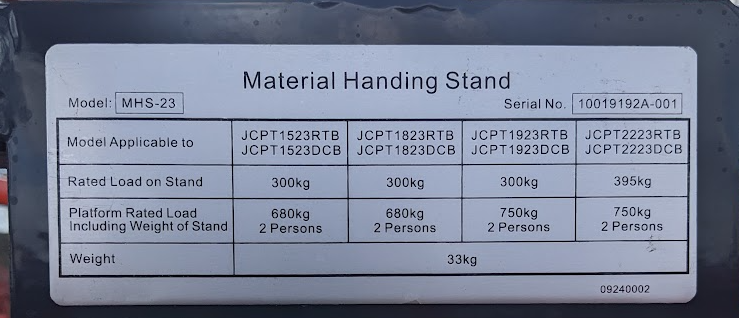 Material Handing Stand
Model: MHS-23
Serial No. 10019192A-001
Model Applicable to
JCPT1523RTB JCPT1823RTB JCPT1923RTB JCPT2223RTB
JCPT1523DCB JCPT1823DCB JCPT1923DCB JCPT2223DCB
Rated Load on Stand 300kg 300kg 300kg 395kg
Platform Rated Load 680kg 680kg 750kg 750kg
Including Weight of Stand 2 Persons 2 Persons 2 Persons 2 Persons
Weight 33kg
09240002